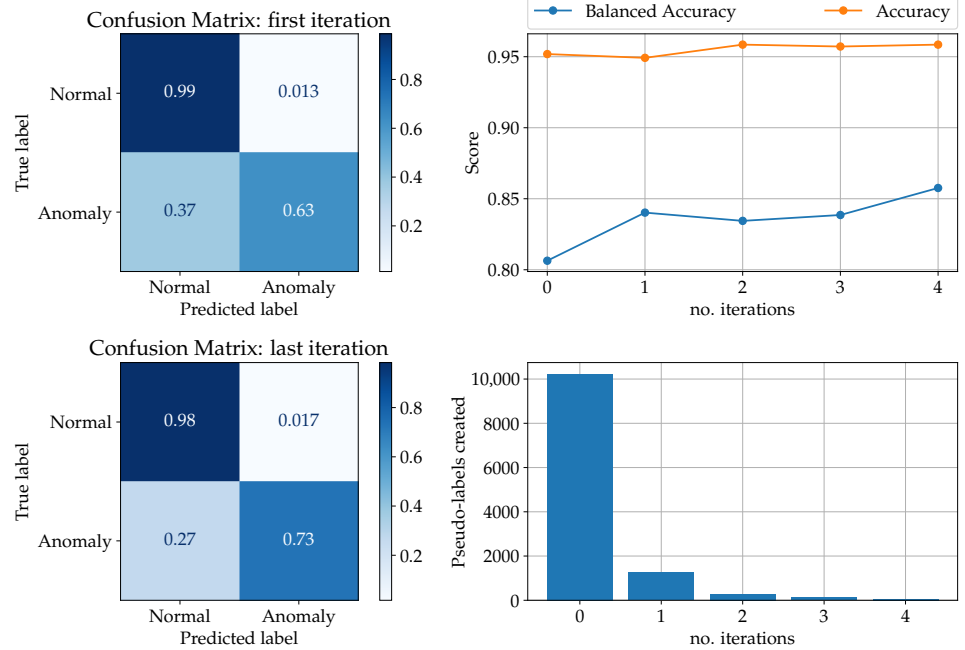 Confusion Matrix: first iteration
True label
Normal
Anomaly
0.99
0.013
0.37
0.63
Normal
Anomaly
Predicted label
0.8
0.6
0.4
0.2
Balanced Accuracy
Accuracy
Score
0.95
0.90
0.85
0.80
0
1
2
3
4
no. iterations
Confusion Matrix: last iteration
True label
Normal
Anomaly
0.98
0.017
0.27
0.73
Normal
Anomaly
Predicted label
0.8
0.6
0.4
0.2
Pseudo-labels created
10,000
8000
6000
4000
2000
0
0
1
2
3
4
no. iterations